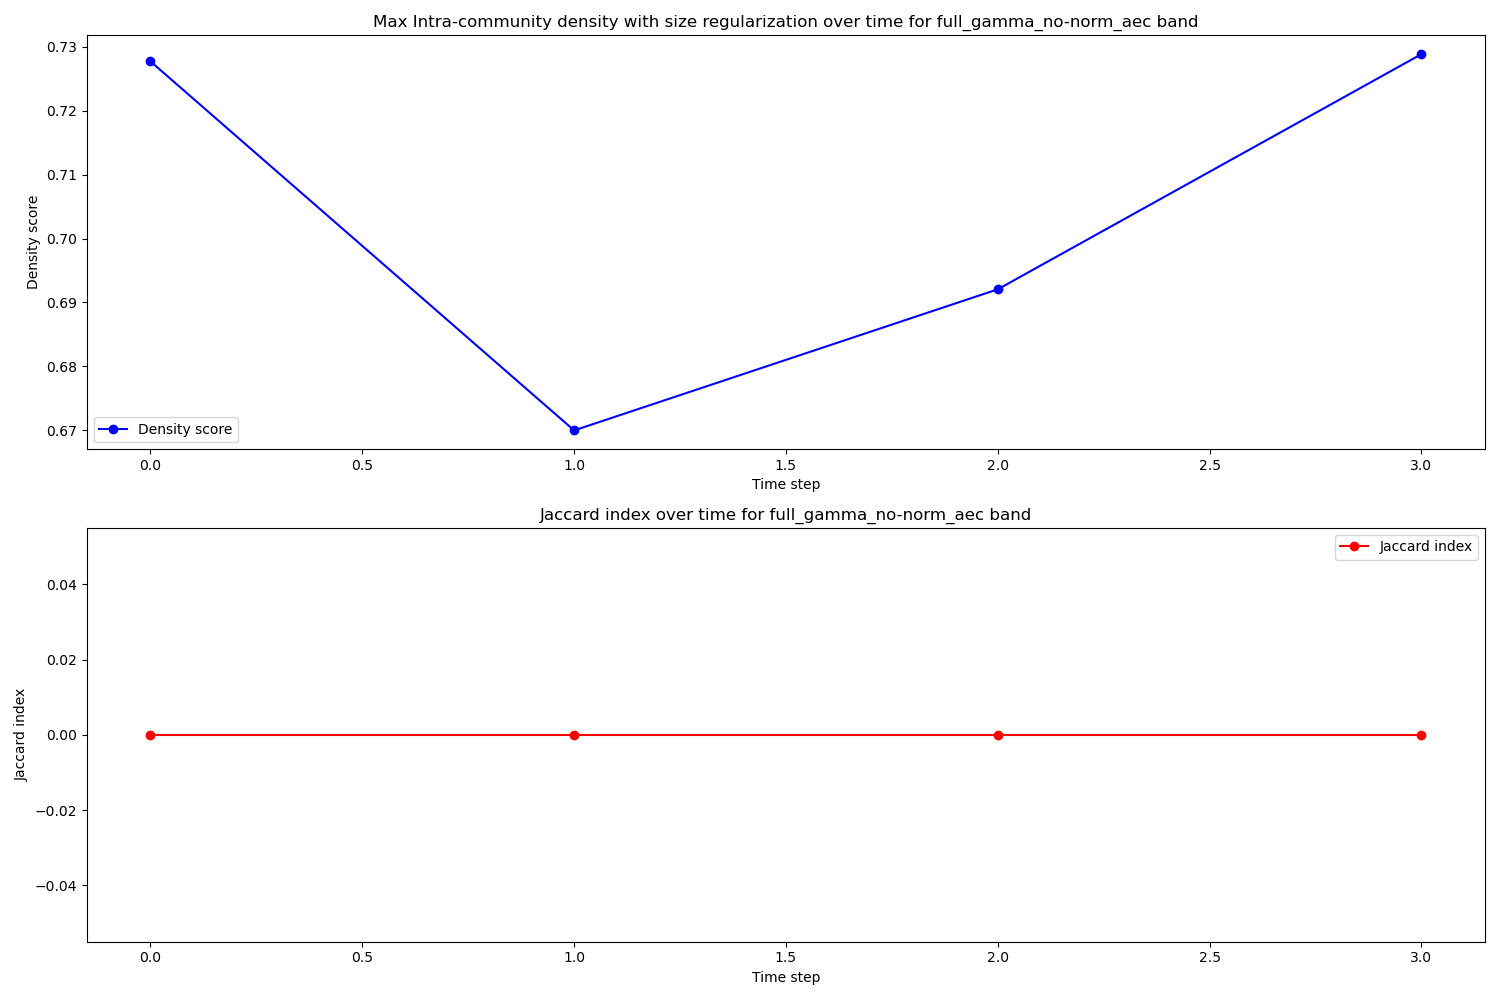 Max Intra-community density with size regularization over time for full_gamma_no-norm_aec band
0.73
0.72
0.71
0.70
0.69
0.68
0.67
Density score
Density score
0.0 0.5 1.0 1.5 2.0 2.5 3.0
Time step
Jaccard index over time for full_gamma_no-norm_aec band
Jaccard index
0.04
0.02
0.00
−0.02
−0.04
Jaccard index
0.0 0.5 1.0 1.5 2.0 2.5 3.0
Time step